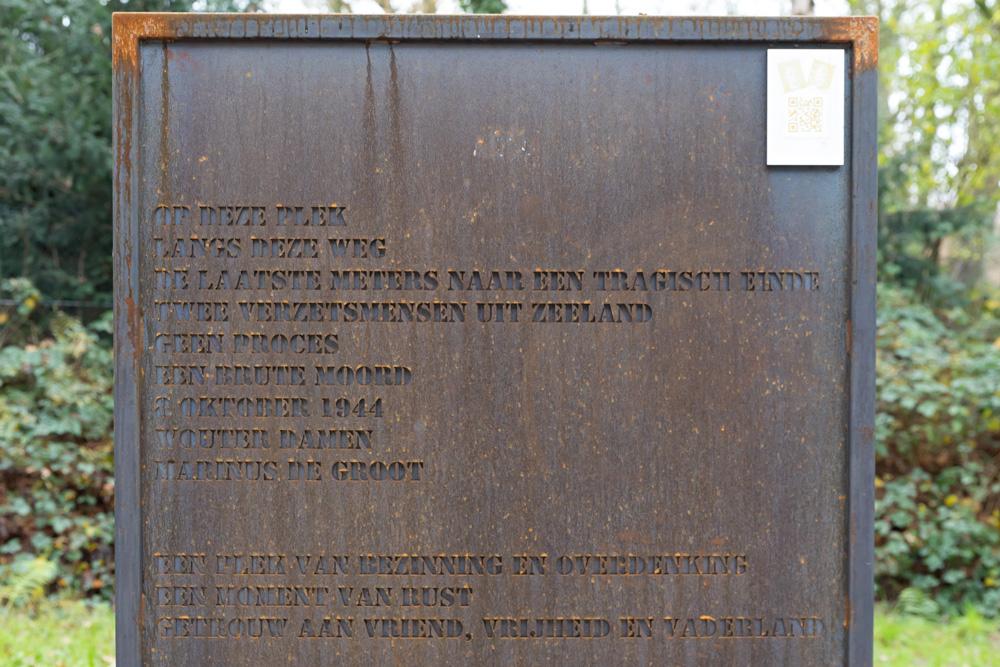 OP DEZE PLEK
LANGS DEZE WEG
DE LAATSTE METERS NAAR EEN TRAGISCH EINDE
TWEE VERZETSMENSEN UIT ZEELAND
GEEN PROCES
EEN BRUTE MOORD
OKTOBER 1944
WOUTER DAMEN
MARINUS DE GROOT
EEN PLEK VAN BEZINNING EN OVERDENKING
EEN MOMENT VAN RUST
GETROUW AAN VRIEND, VRIJHEID EN VADERLAND